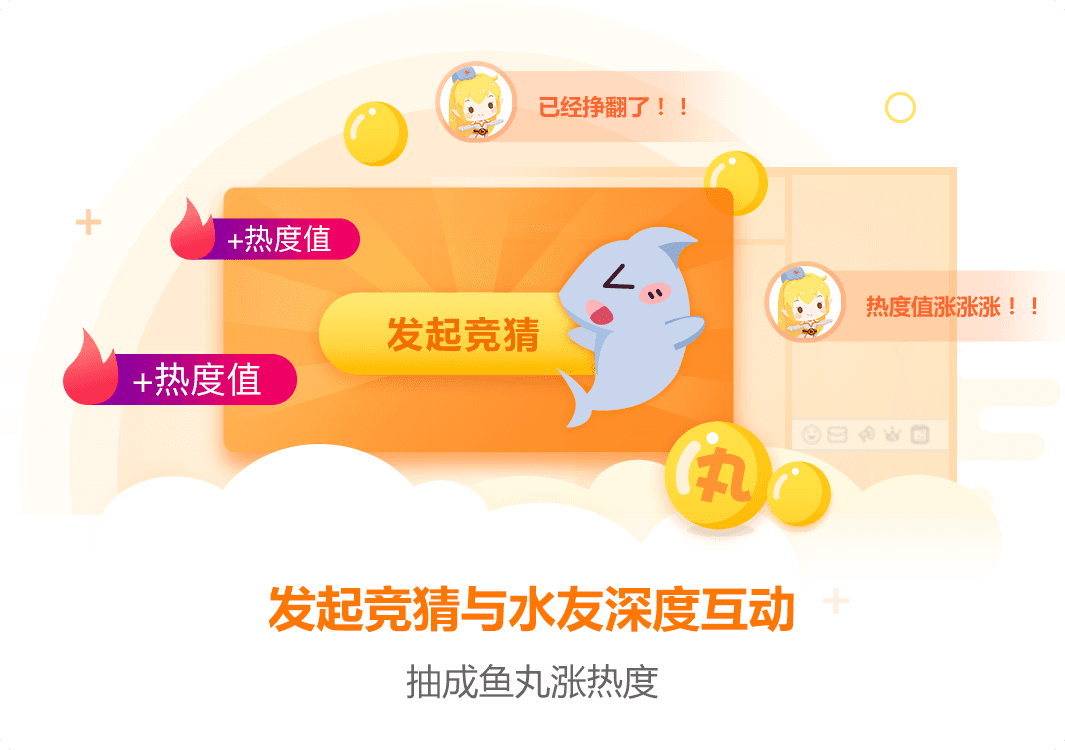 已经挣翻了！！
+热度值
热度值涨涨涨！！
发起竞猜
+热度值
丸
发起竞猜与水友深度互动
抽成鱼丸涨热度